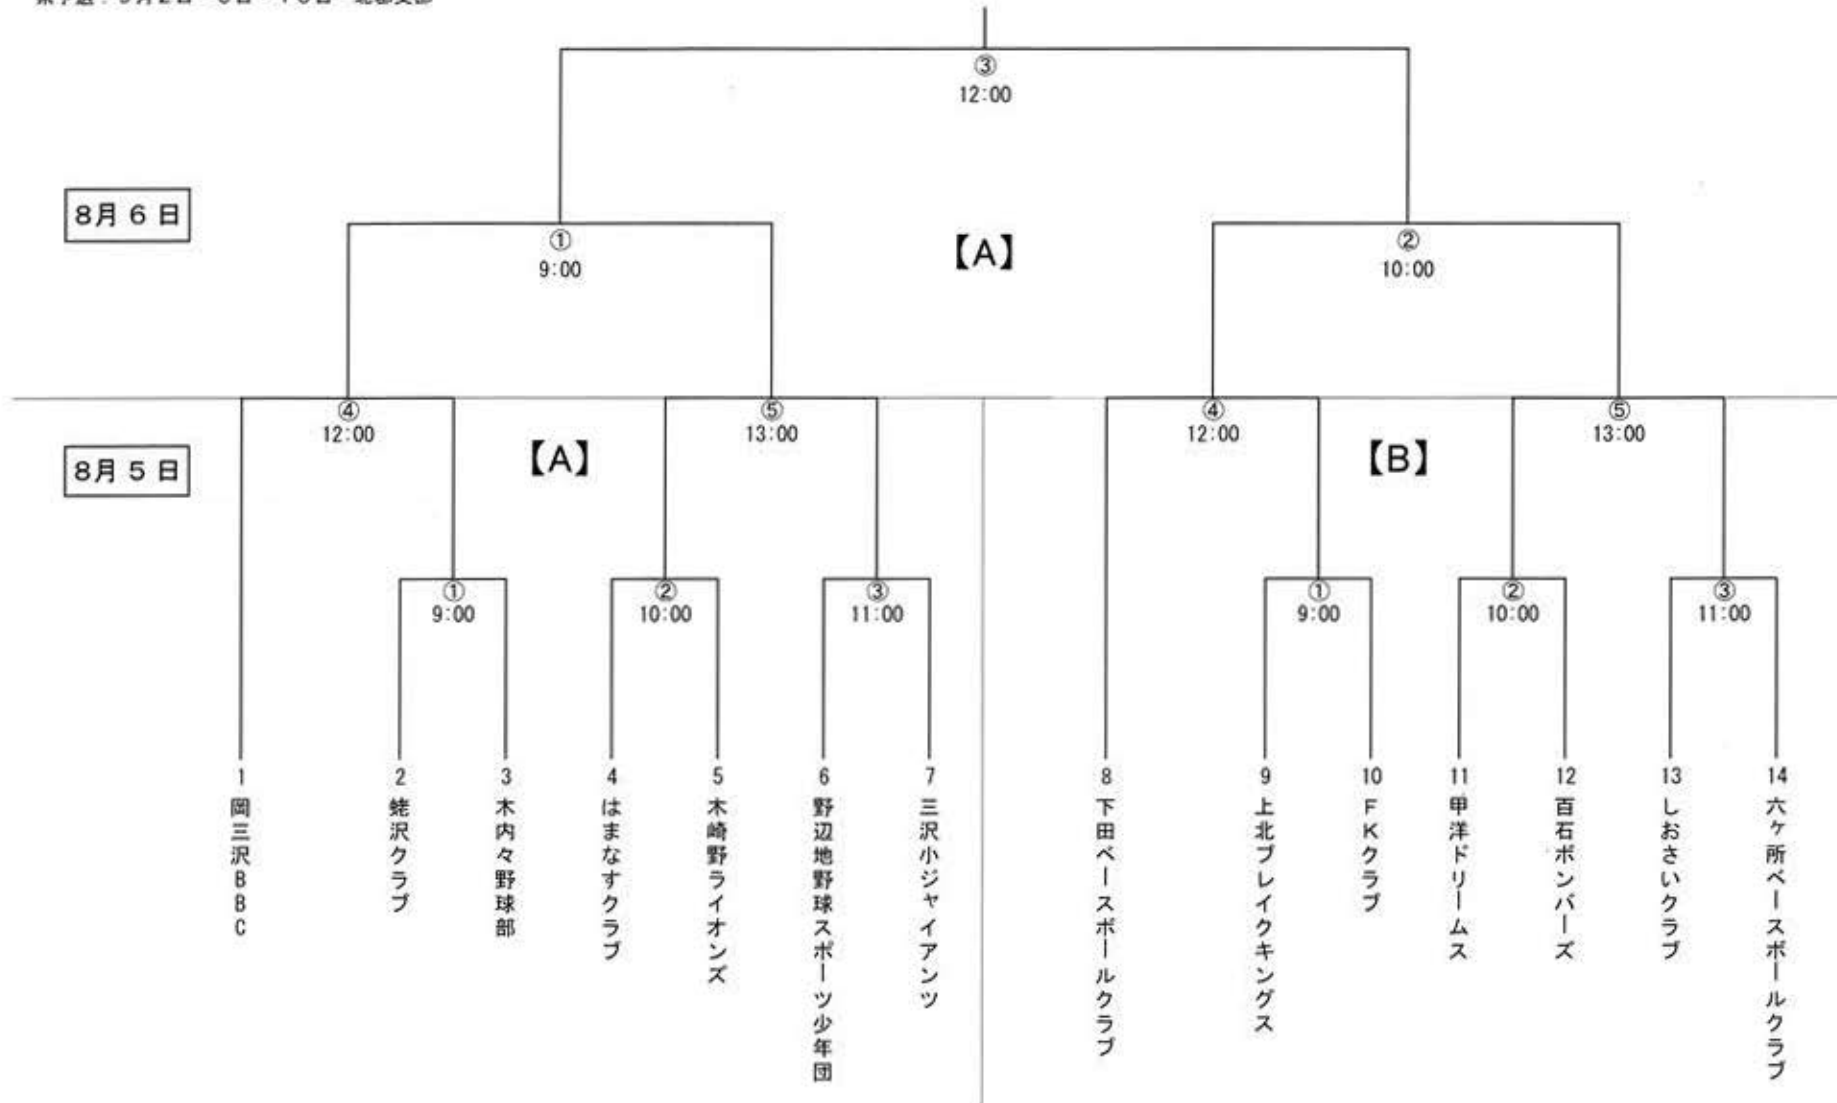 ③
12:00
8月6日
①
9:00
【A】
②
10:00
④
12:00
⑤
13:00
④
12:00
⑤
13:00
8月5日
【A】
【B】
①
9:00
②
10:00
③
11:00
①
9:00
②
10:00
③
11:00
1 岡三沢BBC
2 蛯沢クラブ
3 木内々野球部
4 はまなすクラブ
5 木崎野ライオンズ
6 野辺地野球スポーツ少年団
7 三沢小ジャイアンツ
8 下田ベースボールクラブ
9 上北ブレイクキングス
10 FKクラブ
11 甲洋ドリームス
12 百石ボンバーズ
13 しおさいクラブ
14 六ヶ所ベースボールクラブ